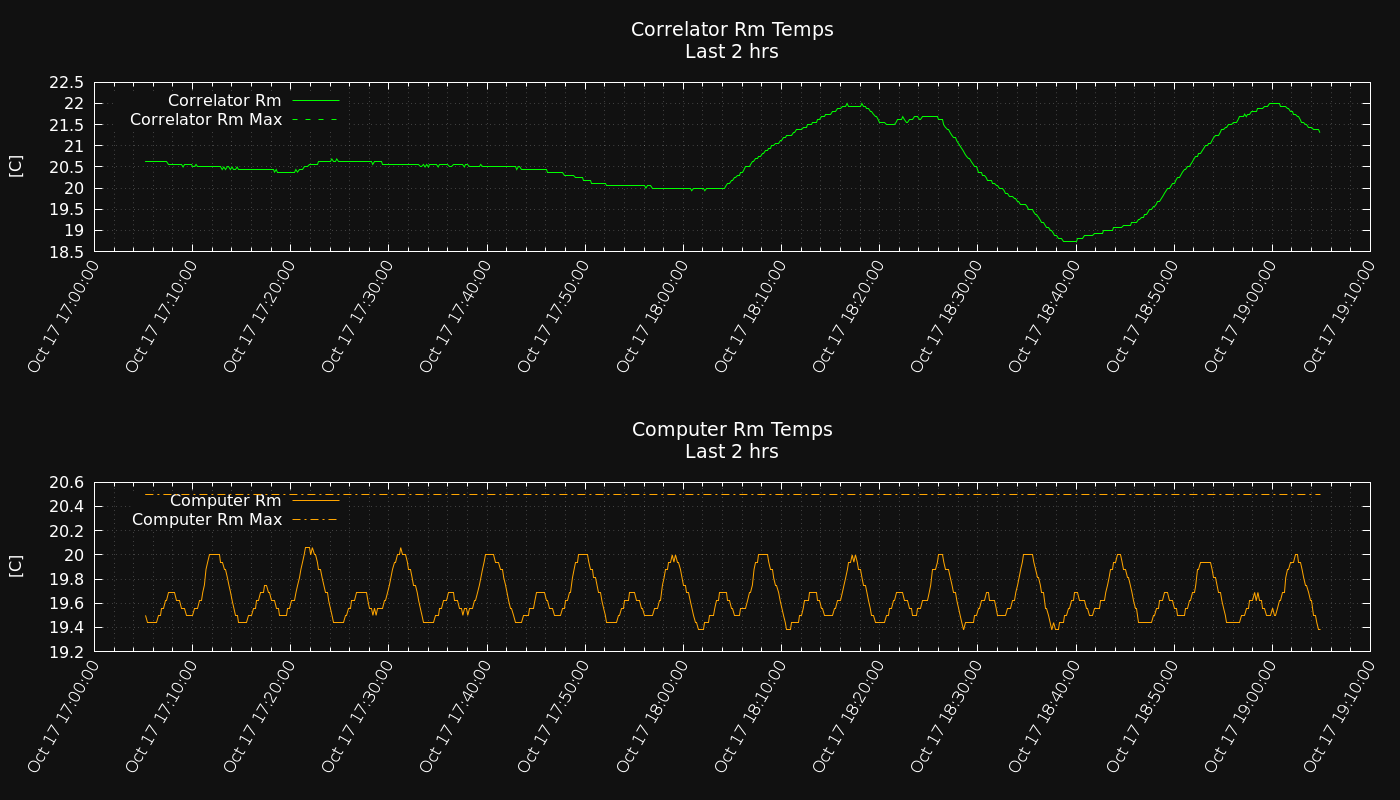 Correlator Rm Temps
Last 2 hrs
22.5
22
21.5
21
20.5
20
19.5
19
18.5
[C]
Correlator Rm
Correlator Rm Max
Oct 17 17:00:00
Oct 17 17:10:00
Oct 17 17:20:00
Oct 17 17:30:00
Oct 17 17:40:00
Oct 17 17:50:00
Oct 17 18:00:00
Oct 17 18:10:00
Oct 17 18:20:00
Oct 17 18:30:00
Oct 17 18:40:00
Oct 17 18:50:00
Oct 17 19:00:00
Oct 17 19:10:00
Computer Rm Temps
Last 2 hrs
20.6
20.4
20.2
20
19.8
19.6
19.4
19.2
[C]
Computer Rm
Computer Rm Max
Oct 17 17:00:00
Oct 17 17:10:00
Oct 17 17:20:00
Oct 17 17:30:00
Oct 17 17:40:00
Oct 17 17:50:00
Oct 17 18:00:00
Oct 17 18:10:00
Oct 17 18:20:00
Oct 17 18:30:00
Oct 17 18:40:00
Oct 17 18:50:00
Oct 17 19:00:00
Oct 17 19:10:00